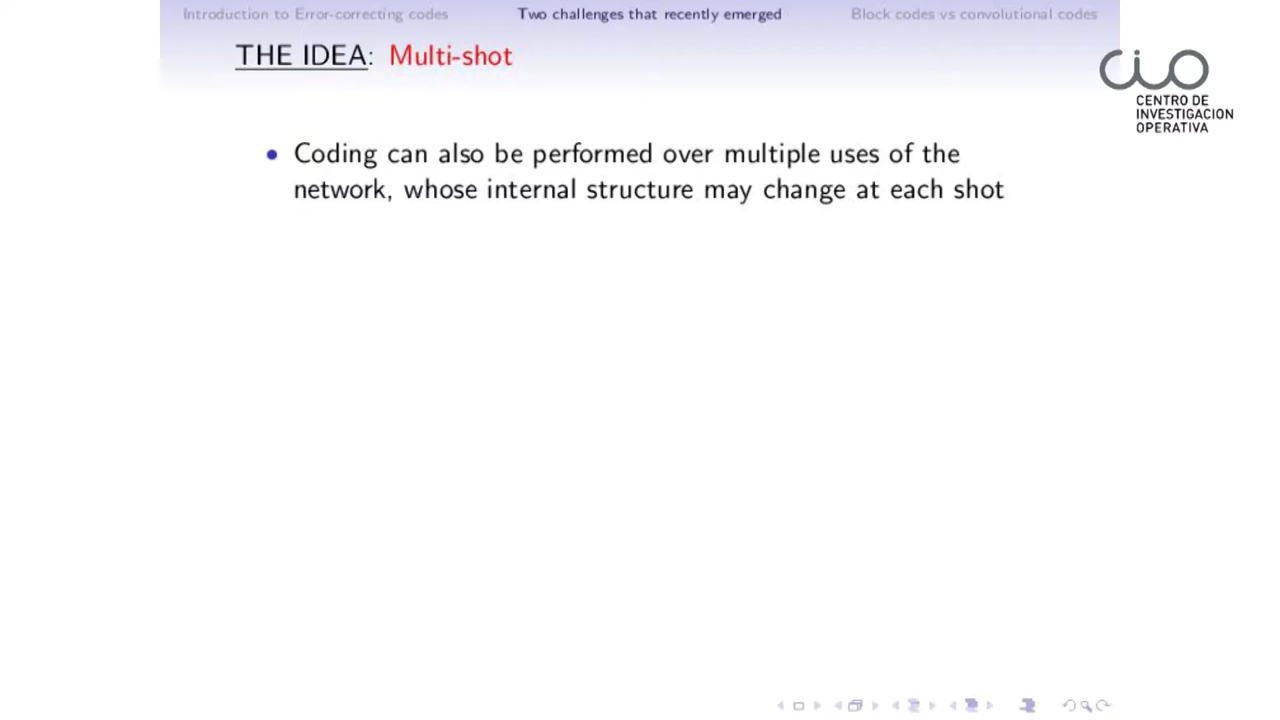 Introduction to Error-correcting codes Two challenges that recently emerged Block codes vs convolutional codes
THE IDEA: Multi-shot
CIO
CENTRO DE
INVESTIGACION
OPERATIVA
• Coding can also be performed over multiple uses of the
network, whose internal structure may change at each shot